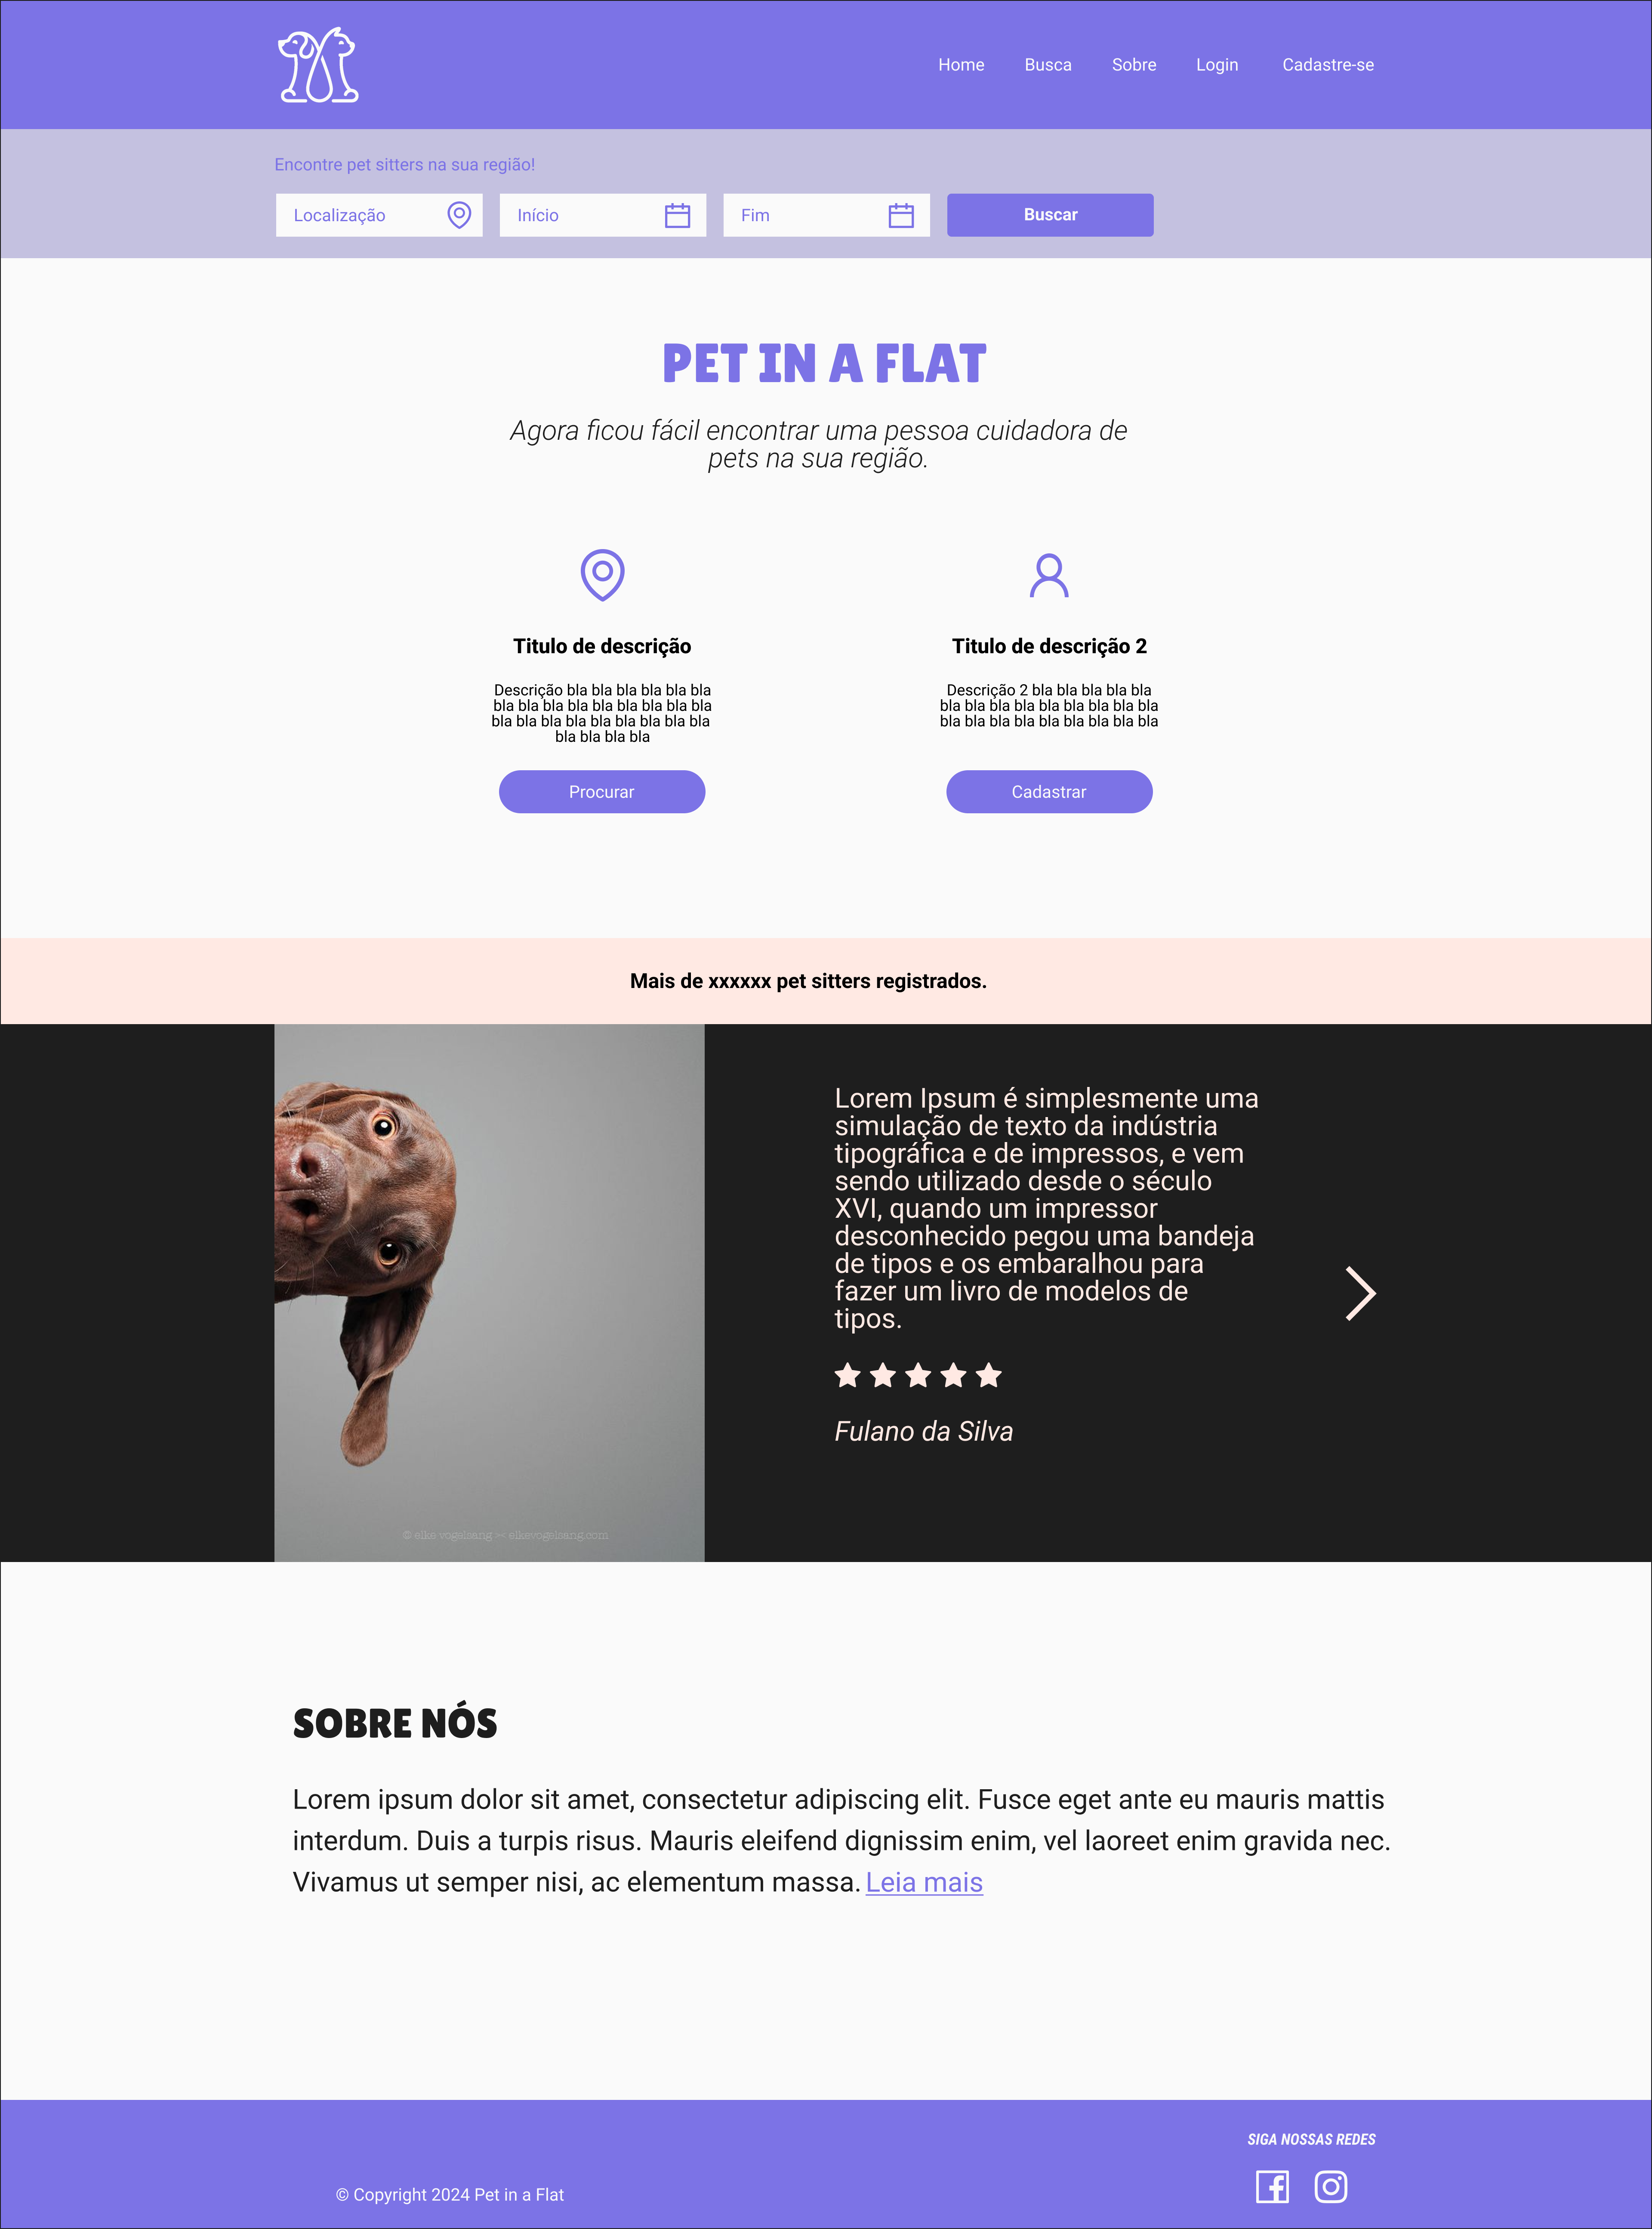 Home Busca Sobre Login Cadastre-se
Encontre pet sitters na sua região!
Localização Início Fim Buscar
PET IN A FLAT
Agora ficou fácil encontrar uma pessoa cuidadora de
pets na sua região.
Titulo de descrição
Descrição bla bla bla bla bla bla
bla bla bla bla bla bla bla bla bla
bla bla bla bla bla bla bla bla bla
bla bla bla bla
Procurar
Titulo de descrição 2
Descrição 2 bla bla bla bla bla
bla bla bla bla bla bla bla bla bla
bla bla bla bla bla bla bla bla bla
Cadastrar
Mais de xxxxxx pet sitters registrados.
© elke vogelsang >< elkevogelsang.com
Lorem Ipsum é simplesmente uma
simulação de texto da indústria
tipográfica e de impressos, e vem
sendo utilizado desde o século
XVI, quando um impressor
desconhecido pegou uma bandeja
de tipos e os embaralhou para
fazer um livro de modelos de
tipos.
Fulano da Silva
SOBRE NÓS
Lorem ipsum dolor sit amet, consectetur adipiscing elit. Fusce eget ante eu mauris mattis
interdum. Duis a turpis risus. Mauris eleifend dignissim enim, vel laoreet enim gravida nec.
Vivamus ut semper nisi, ac elementum massa. Leia mais
SIGA NOSSAS REDES
© Copyright 2024 Pet in a Flat